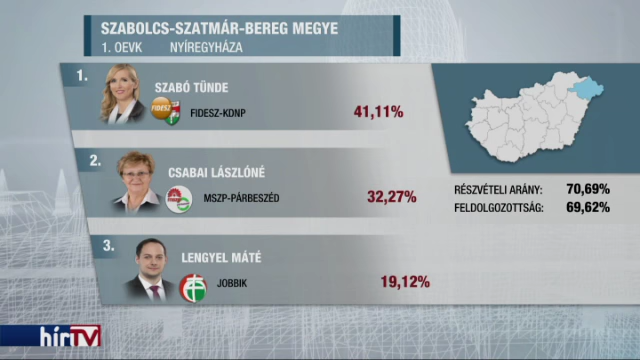 SZABOLCS-SZATMÁR-BEREG MEGYE
1. OEVK NYÍREGYHÁZA
1.
SZABÓ TÜNDE
FIDESZ
FIDESZ-KDNP
41,11%
2.
CSABAI LÁSZLÓNÉ
MSZP-PÁRBESZÉD
32,27%
3.
LENGYEL MÁTÉ
JOBBIK
19,12%
RÉSZVÉTELI ARÁNY: 70,69%
FELDOLGOZOTTSÁG: 69,62%
hírTV